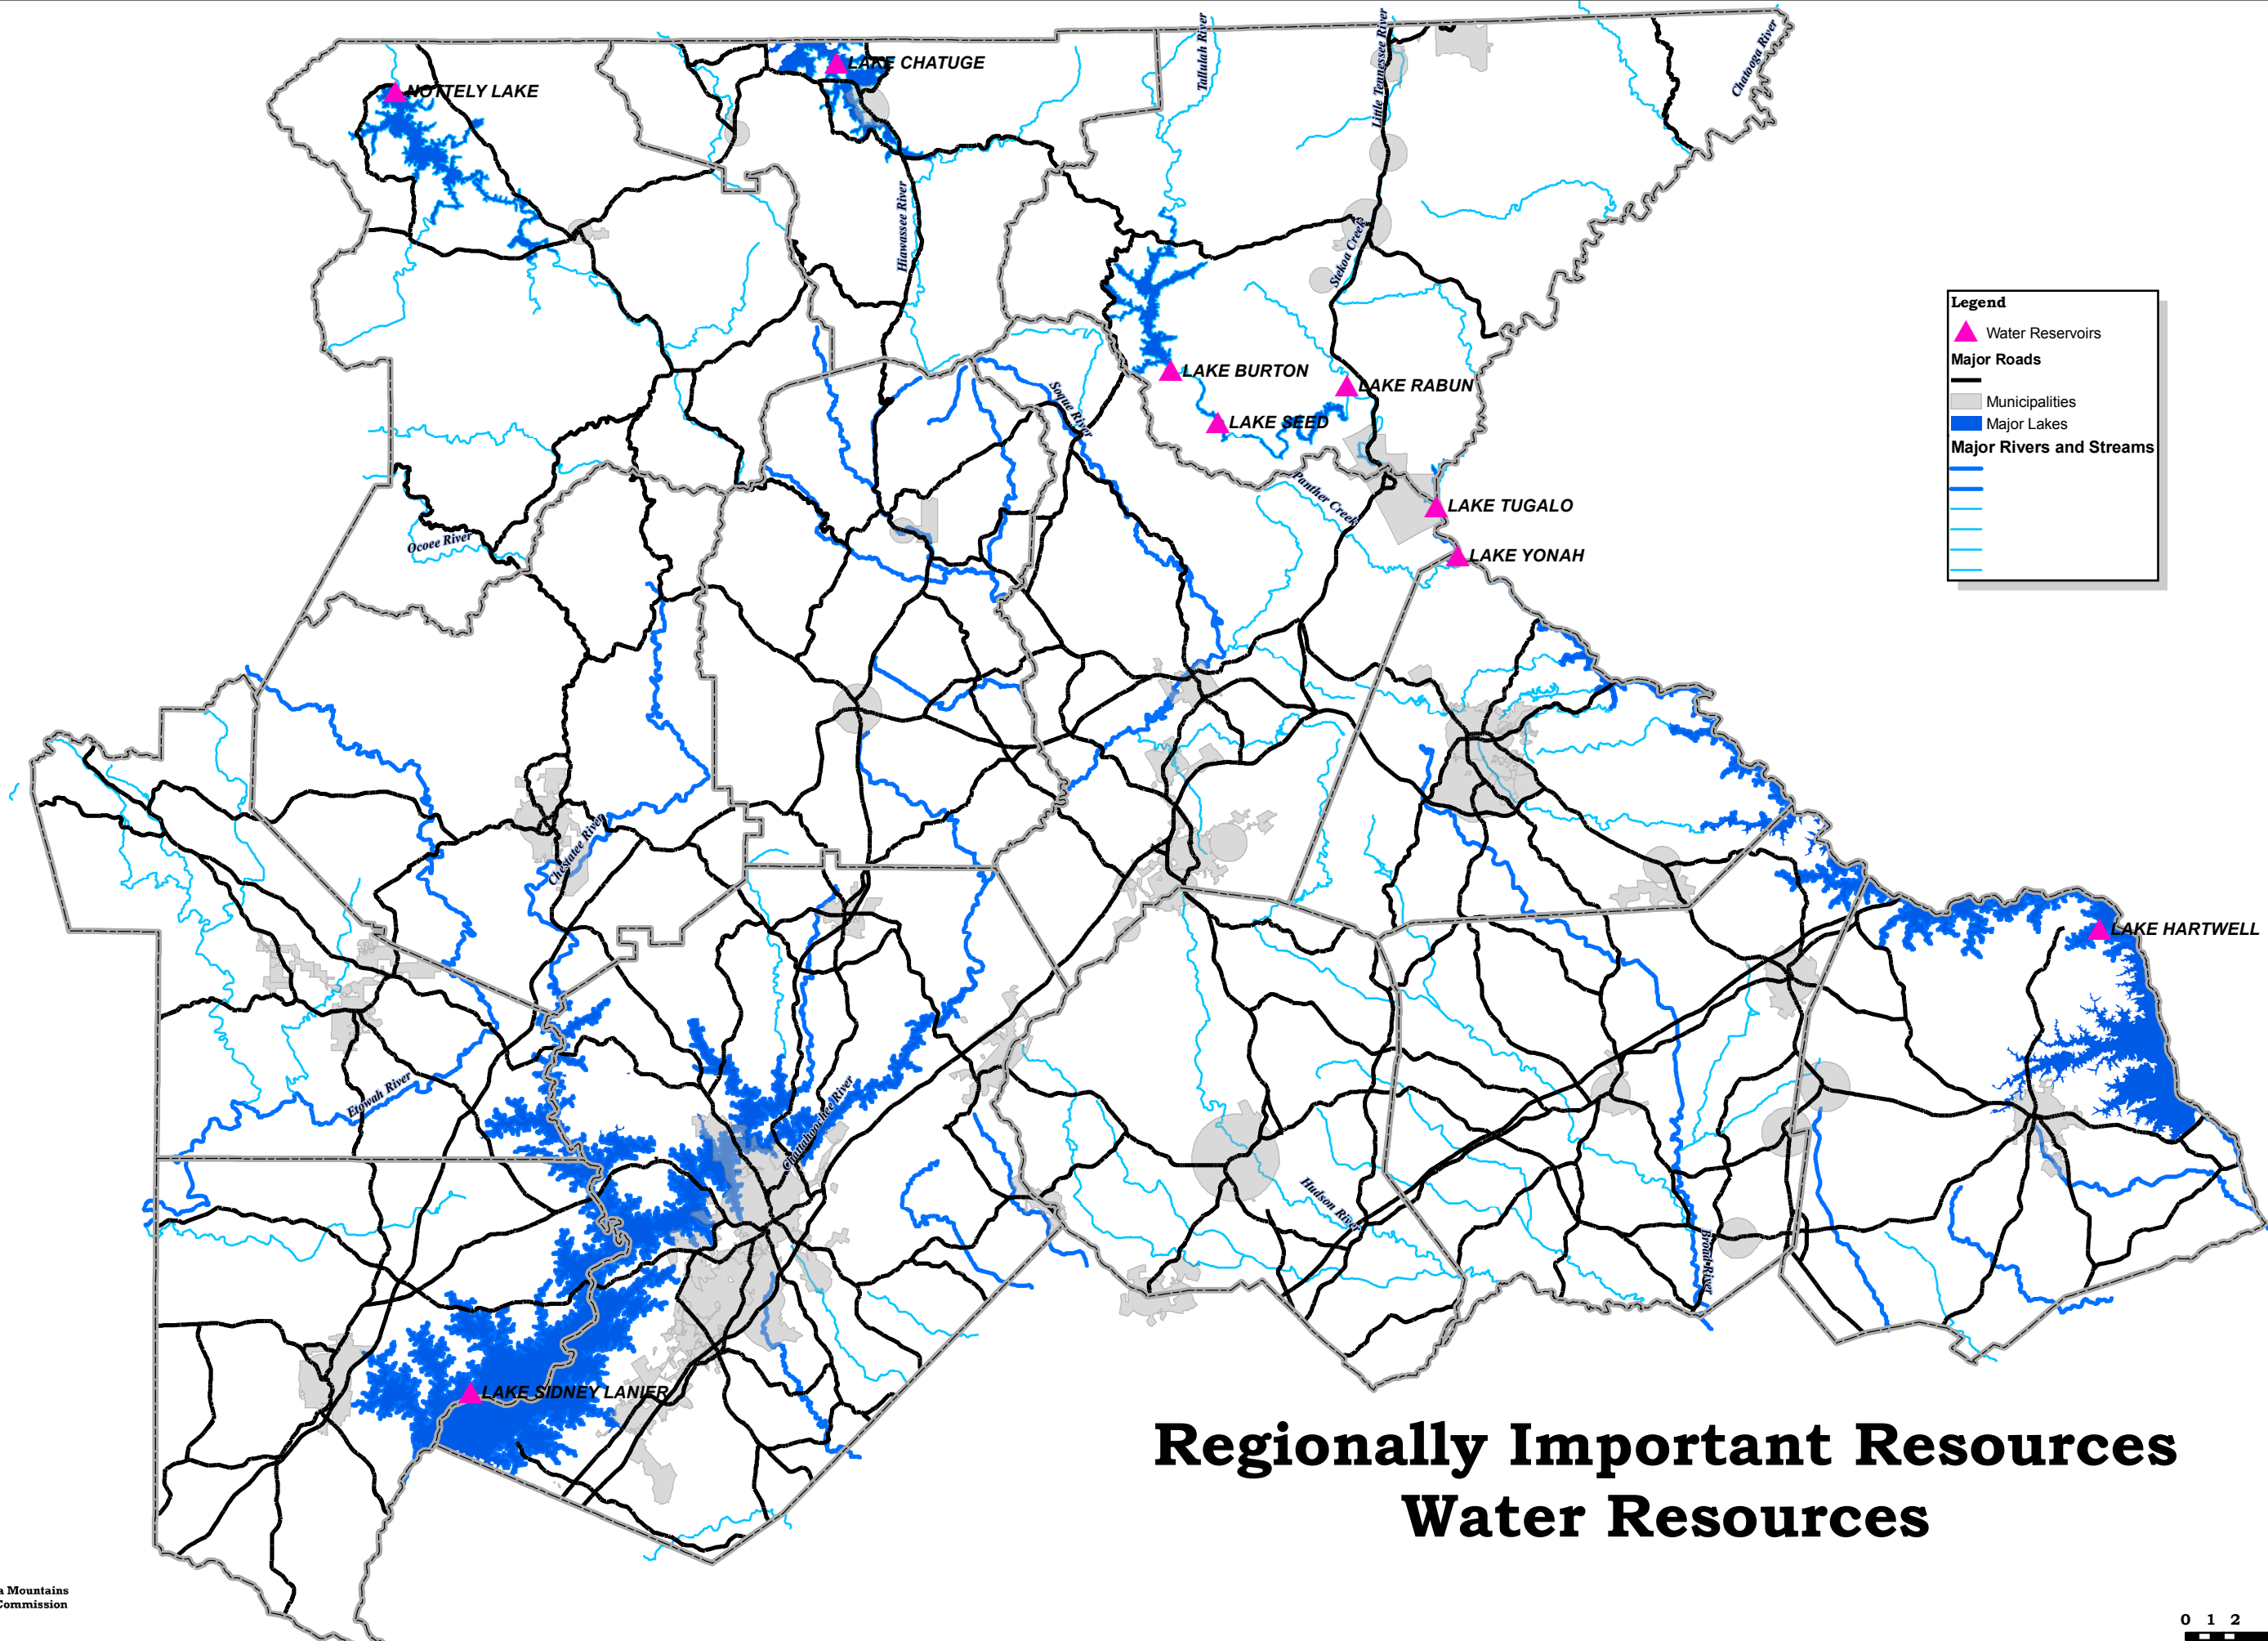 Tallulah River
Little Tennessee River
Chatooga River
LAKE CHATUGE
NOTTELY LAKE
Hiawassee River
Stekoa Creek
Legend
Water Reservoirs
Major Roads
Municipalities
Major Lakes
Major Rivers and Streams
LAKE BURTON
LAKE RABUN
Soque River
LAKE SEED
Panther Creek
LAKE TUGALO
Ocoee River
LAKE YONAH
Chestatee River
LAKE HARTWELL
Etowah River
Chattahoochee River
Hudson River
Broad River
LAKE SIDNEY LANIER
Regionally Important Resources
Water Resources
a Mountains
Commission
0 1 2